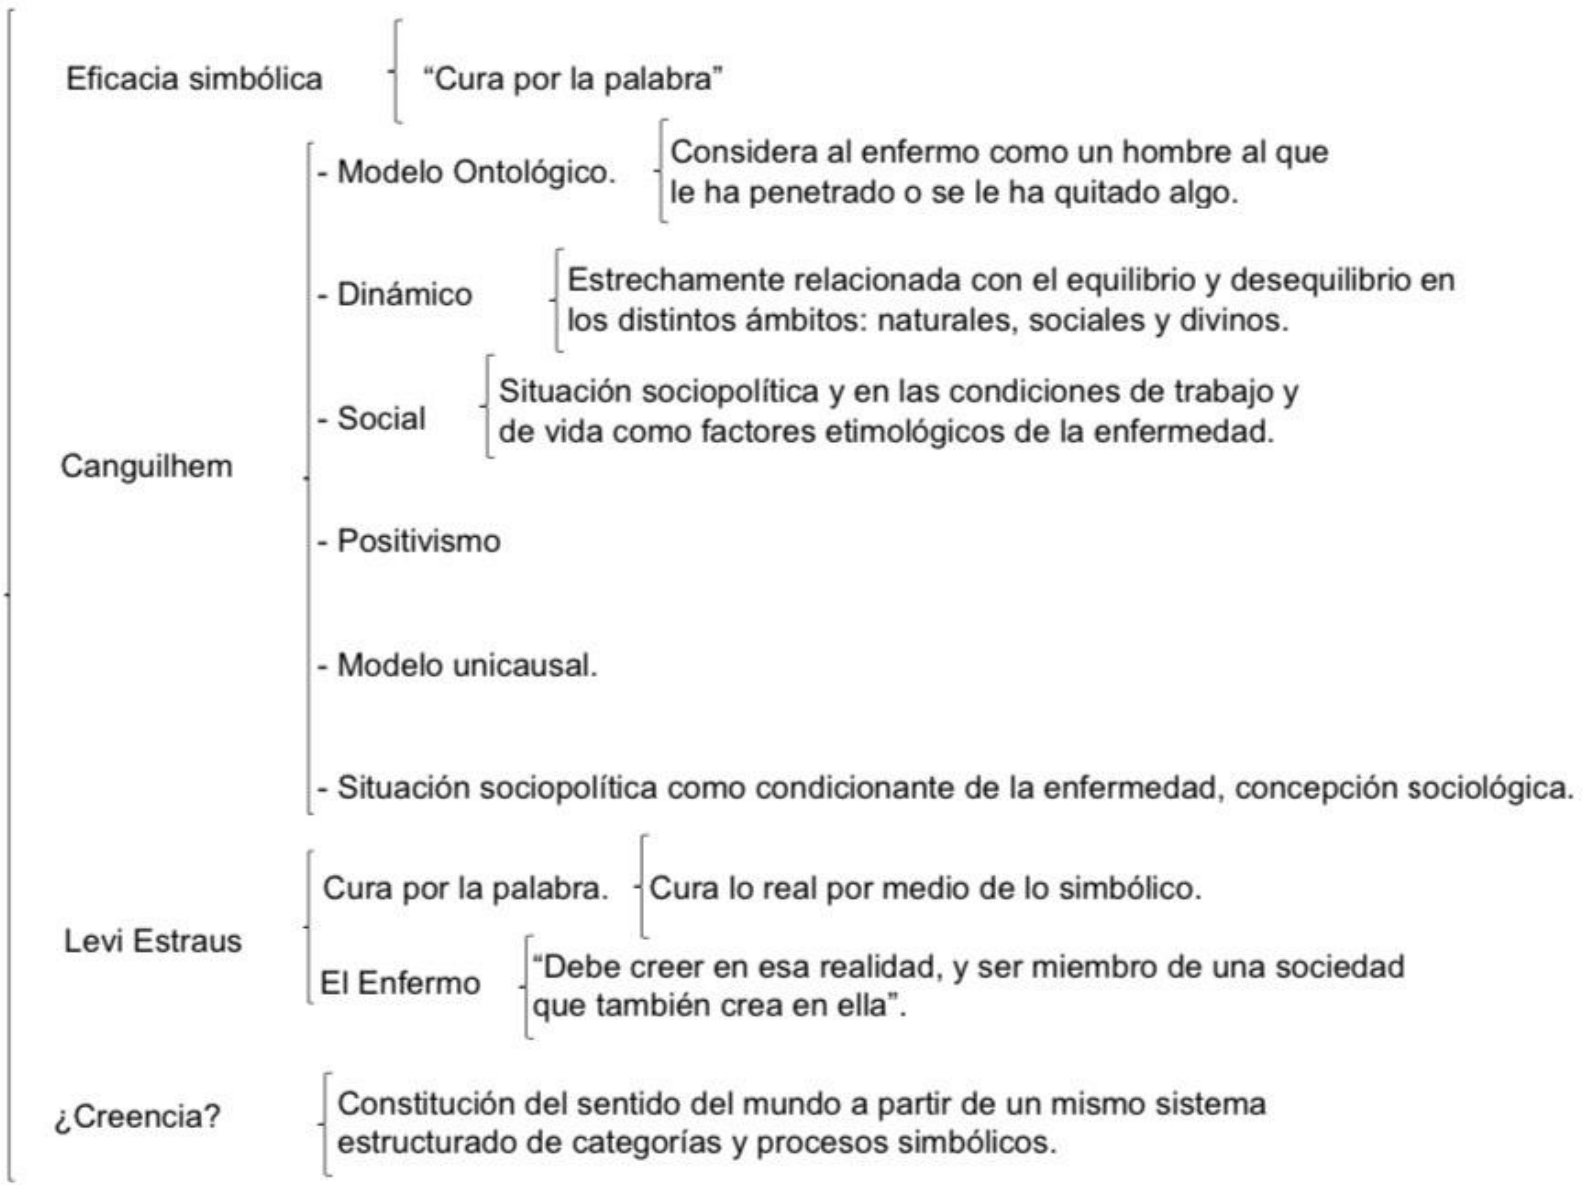 Eficacia simbólica
“Cura por la palabra”
Canguilhem
- Modelo Ontológico.
Considera al enfermo como un hombre al que
le ha penetrado o se le ha quitado algo.
- Dinámico
Estrechamente relacionada con el equilibrio y desequilibrio en
los distintos ámbitos: naturales, sociales y divinos.
- Social
Situación sociopolítica y en las condiciones de trabajo y
de vida como factores etimológicos de la enfermedad.
- Positivismo
- Modelo unicausal.
- Situación sociopolítica como condicionante de la enfermedad, concepción sociológica.
Levi Estraus
Cura por la palabra.
Cura lo real por medio de lo simbólico.
El Enfermo
“Debe creer en esa realidad, y ser miembro de una sociedad
que también crea en ella”.
¿Creencia?
Constitución del sentido del mundo a partir de un mismo sistema
estructurado de categorías y procesos simbólicos.